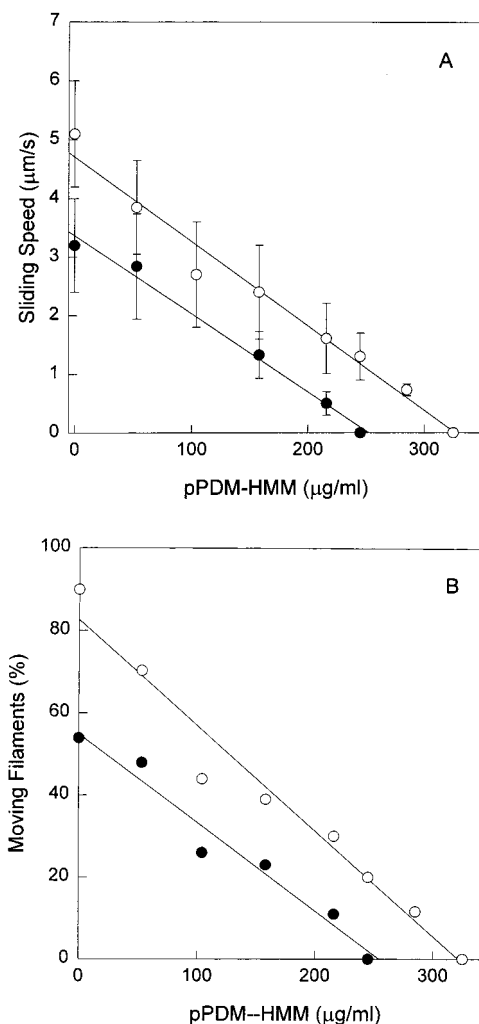 7
A
6
5
4
3
2
1
0
Sliding Speed (μm/s)
0 100 200 300
pPDM-HMM (μg/ml)
100
B
80
60
40
20
0
Moving Filaments (%)
0 100 200 300
pPDM--HMM (μg/ml)